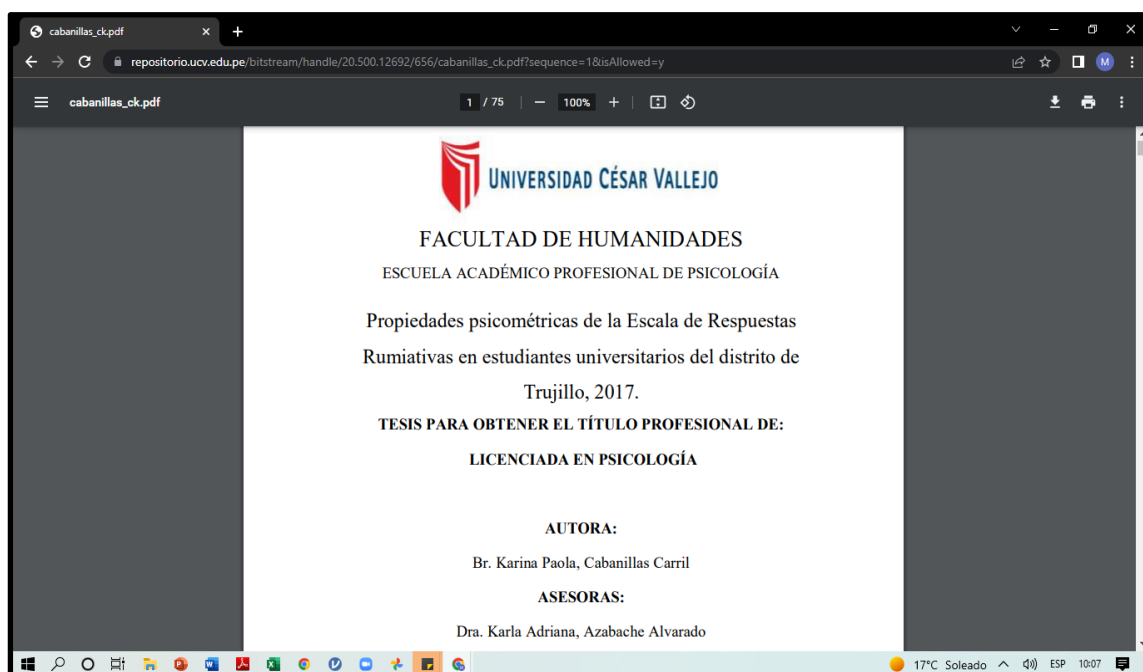 cabanillas_ck.pdf
repositorio.ucv.edu.pe/bitstream/handle/20.500.12692/656/cabanillas_ck.pdf?sequence=1&isAllowed=y
M
cabanillas_ck.pdf
1 / 75
100%
UNIVERSIDAD CÉSAR VALLEJO
FACULTAD DE HUMANIDADES
ESCUELA ACADÉMICO PROFESIONAL DE PSICOLOGÍA
Propiedades psicométricas de la Escala de Respuestas
Rumiativas en estudiantes universitarios del distrito de
Trujillo, 2017.
TESIS PARA OBTENER EL TÍTULO PROFESIONAL DE:
LICENCIADA EN PSICOLOGÍA
AUTORA:
Br. Karina Paola, Cabanillas Carril
ASESORAS:
Dra. Karla Adriana, Azabache Alvarado
17°C Soleado ESP 10:07